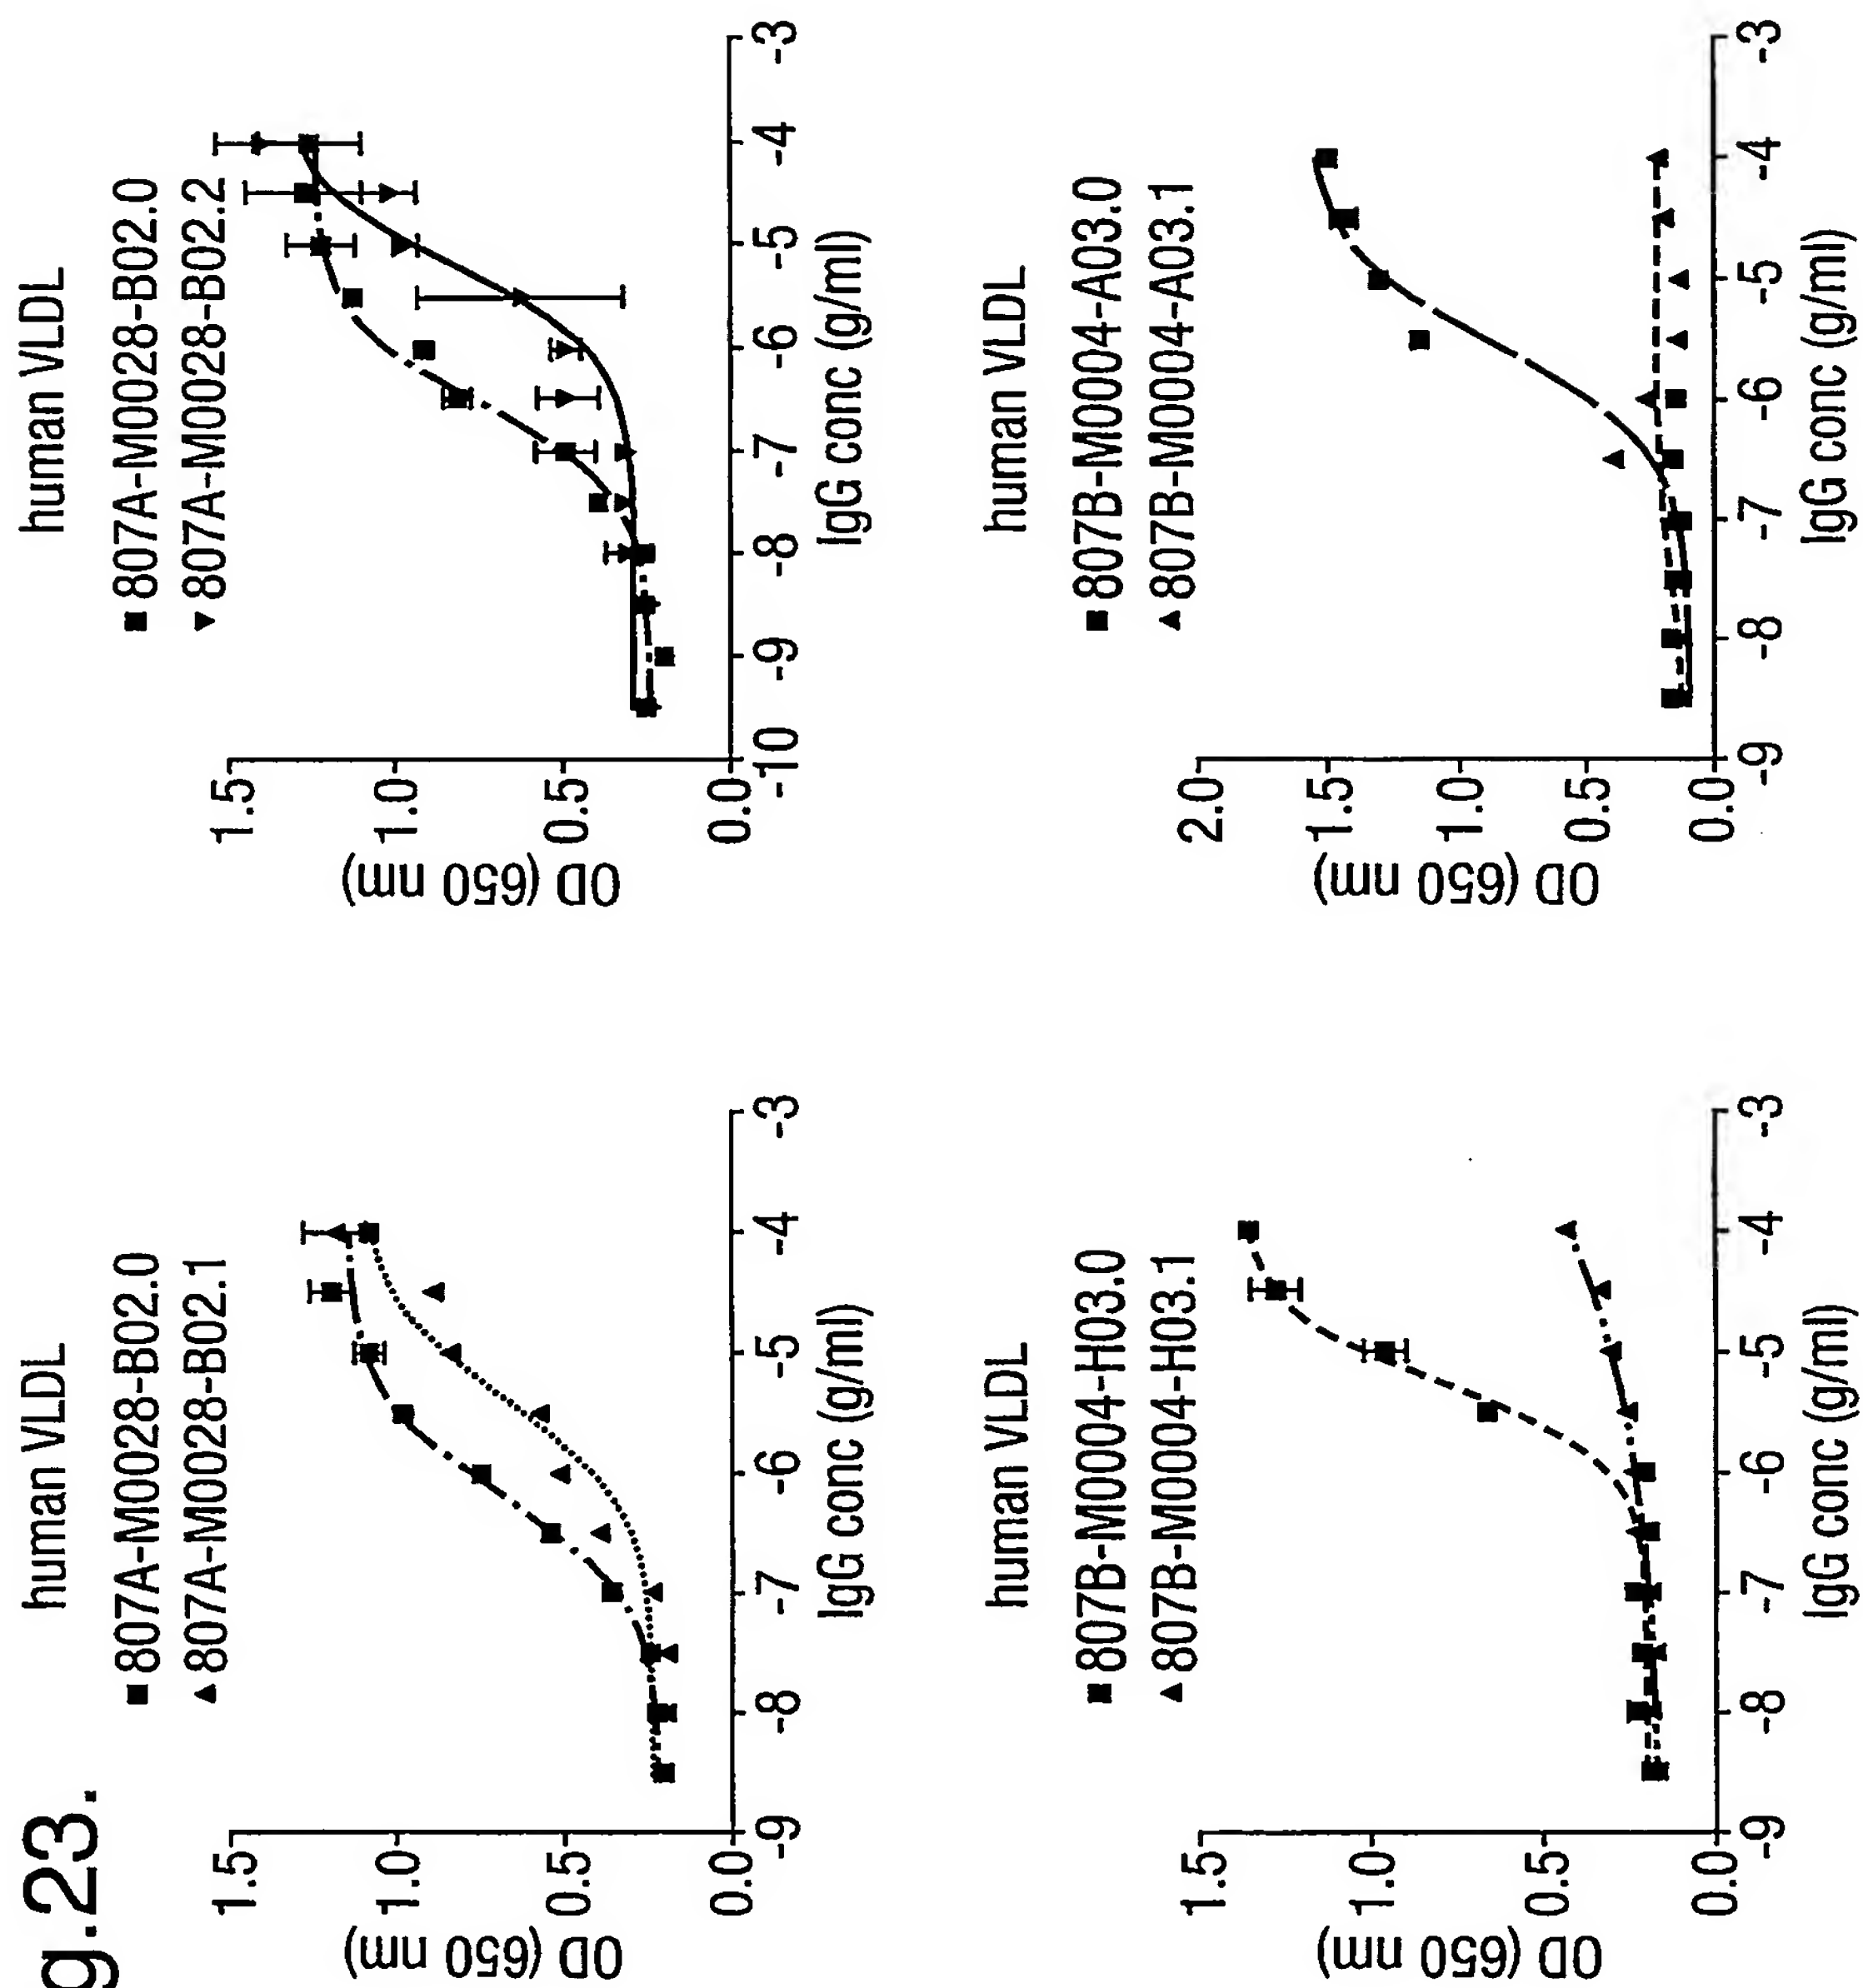 g.23.
human VLDL
■ 807A-M0028-B02.0
▲ 807A-M0028-B02.1
OD (650 nm)
1.5
1.0
0.5
0.0
-9 -8 -7 -6 -5 -4 -3
IgG conc (g/ml)
human VLDL
■ 807A-M0028-B02.0
▼ 807A-M0028-B02.2
OD (650 nm)
1.5
1.0
0.5
0.0
-10 -9 -8 -7 -6 -5 -4 -3
IgG conc (g/ml)
human VLDL
■ 807B-M0004-H03.0
▲ 807B-M0004-H03.1
OD (650 nm)
1.5
1.0
0.5
0.0
-9 -8 -7 -6 -5 -4 -3
IgG conc (g/ml)
human VLDL
■ 807B-M0004-A03.0
▲ 807B-M0004-A03.1
OD (650 nm)
2.0
1.5
1.0
0.5
0.0
-9 -8 -7 -6 -5 -4 -3
IgG conc (g/ml)